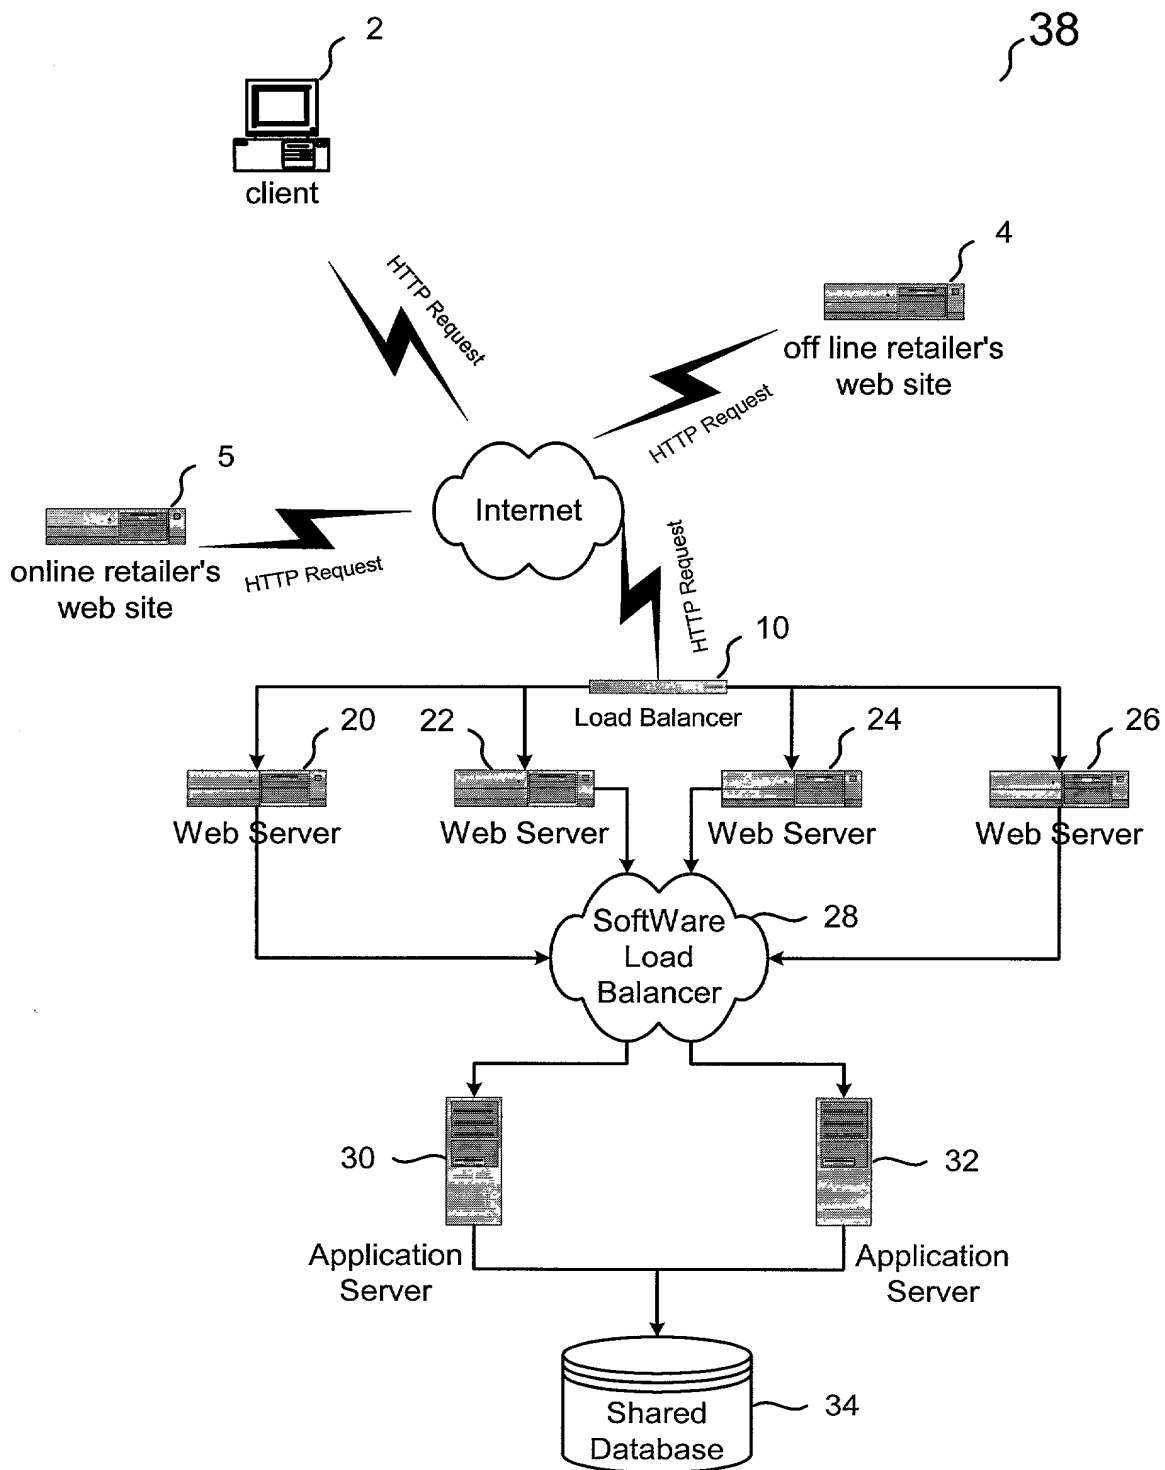 2
38
client
HTTP Request
4
off line retailer's
web site
HTTP Request
5
online retailer's
web site
HTTP Request
Internet
HTTP Request
10
Load Balancer
20
22
24
26
Web Server
Web Server
Web Server
Web Server
SoftWare
Load
Balancer
28
30
32
Application
Server
Application
Server
Shared
Database
34